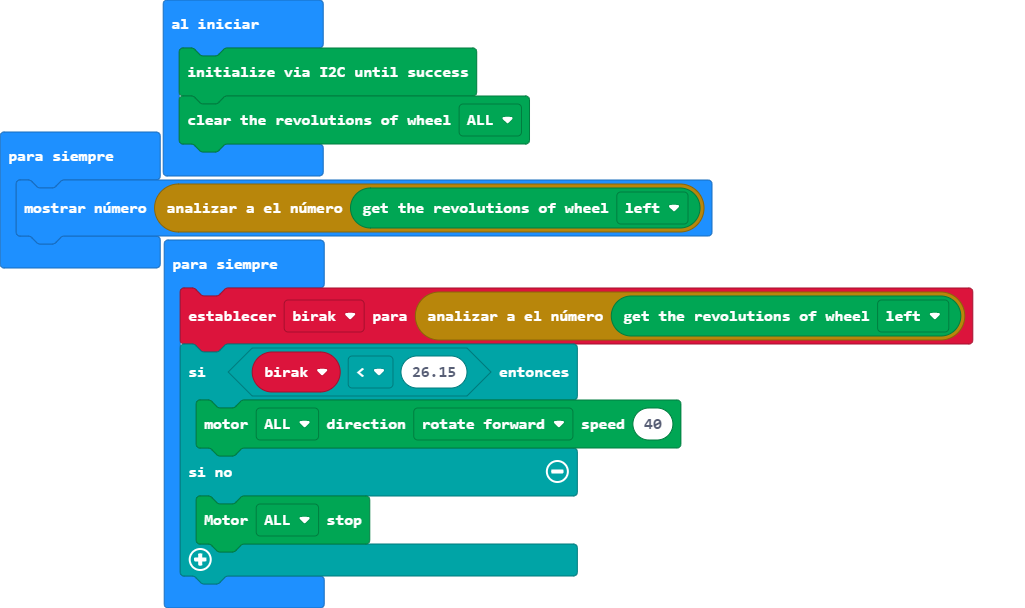 al iniciar
initialize via I2C until success
clear the revolutions of wheel ALL
para siempre
mostrar número analizar a el número get the revolutions of wheel left
para siempre
establecer birak para analizar a el número get the revolutions of wheel left
si birak < 26.15 entonces
motor ALL direction rotate forward speed 40
si no
Motor ALL stop